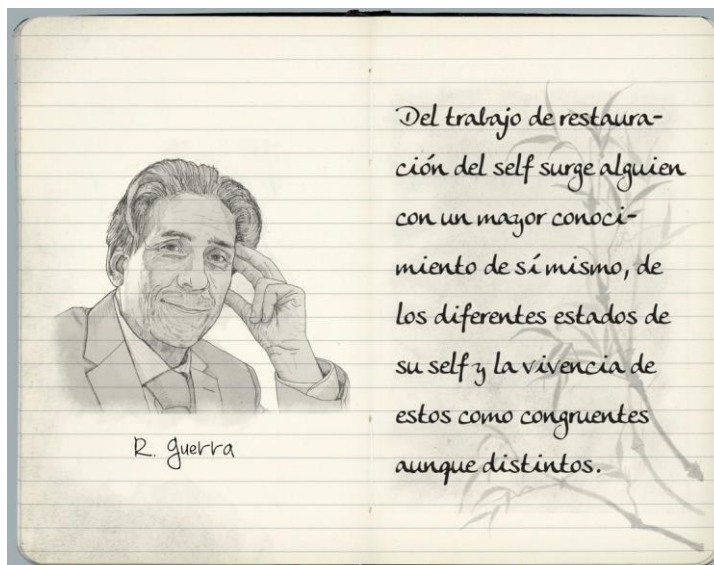 R. Guerra
Del trabajo de restaura-
ción del self surge alguien
con un mayor conoci-
miento de sí mismo, de
los diferentes estados de
su self y la vivencia de
estos como congruentes
aunque distintos.